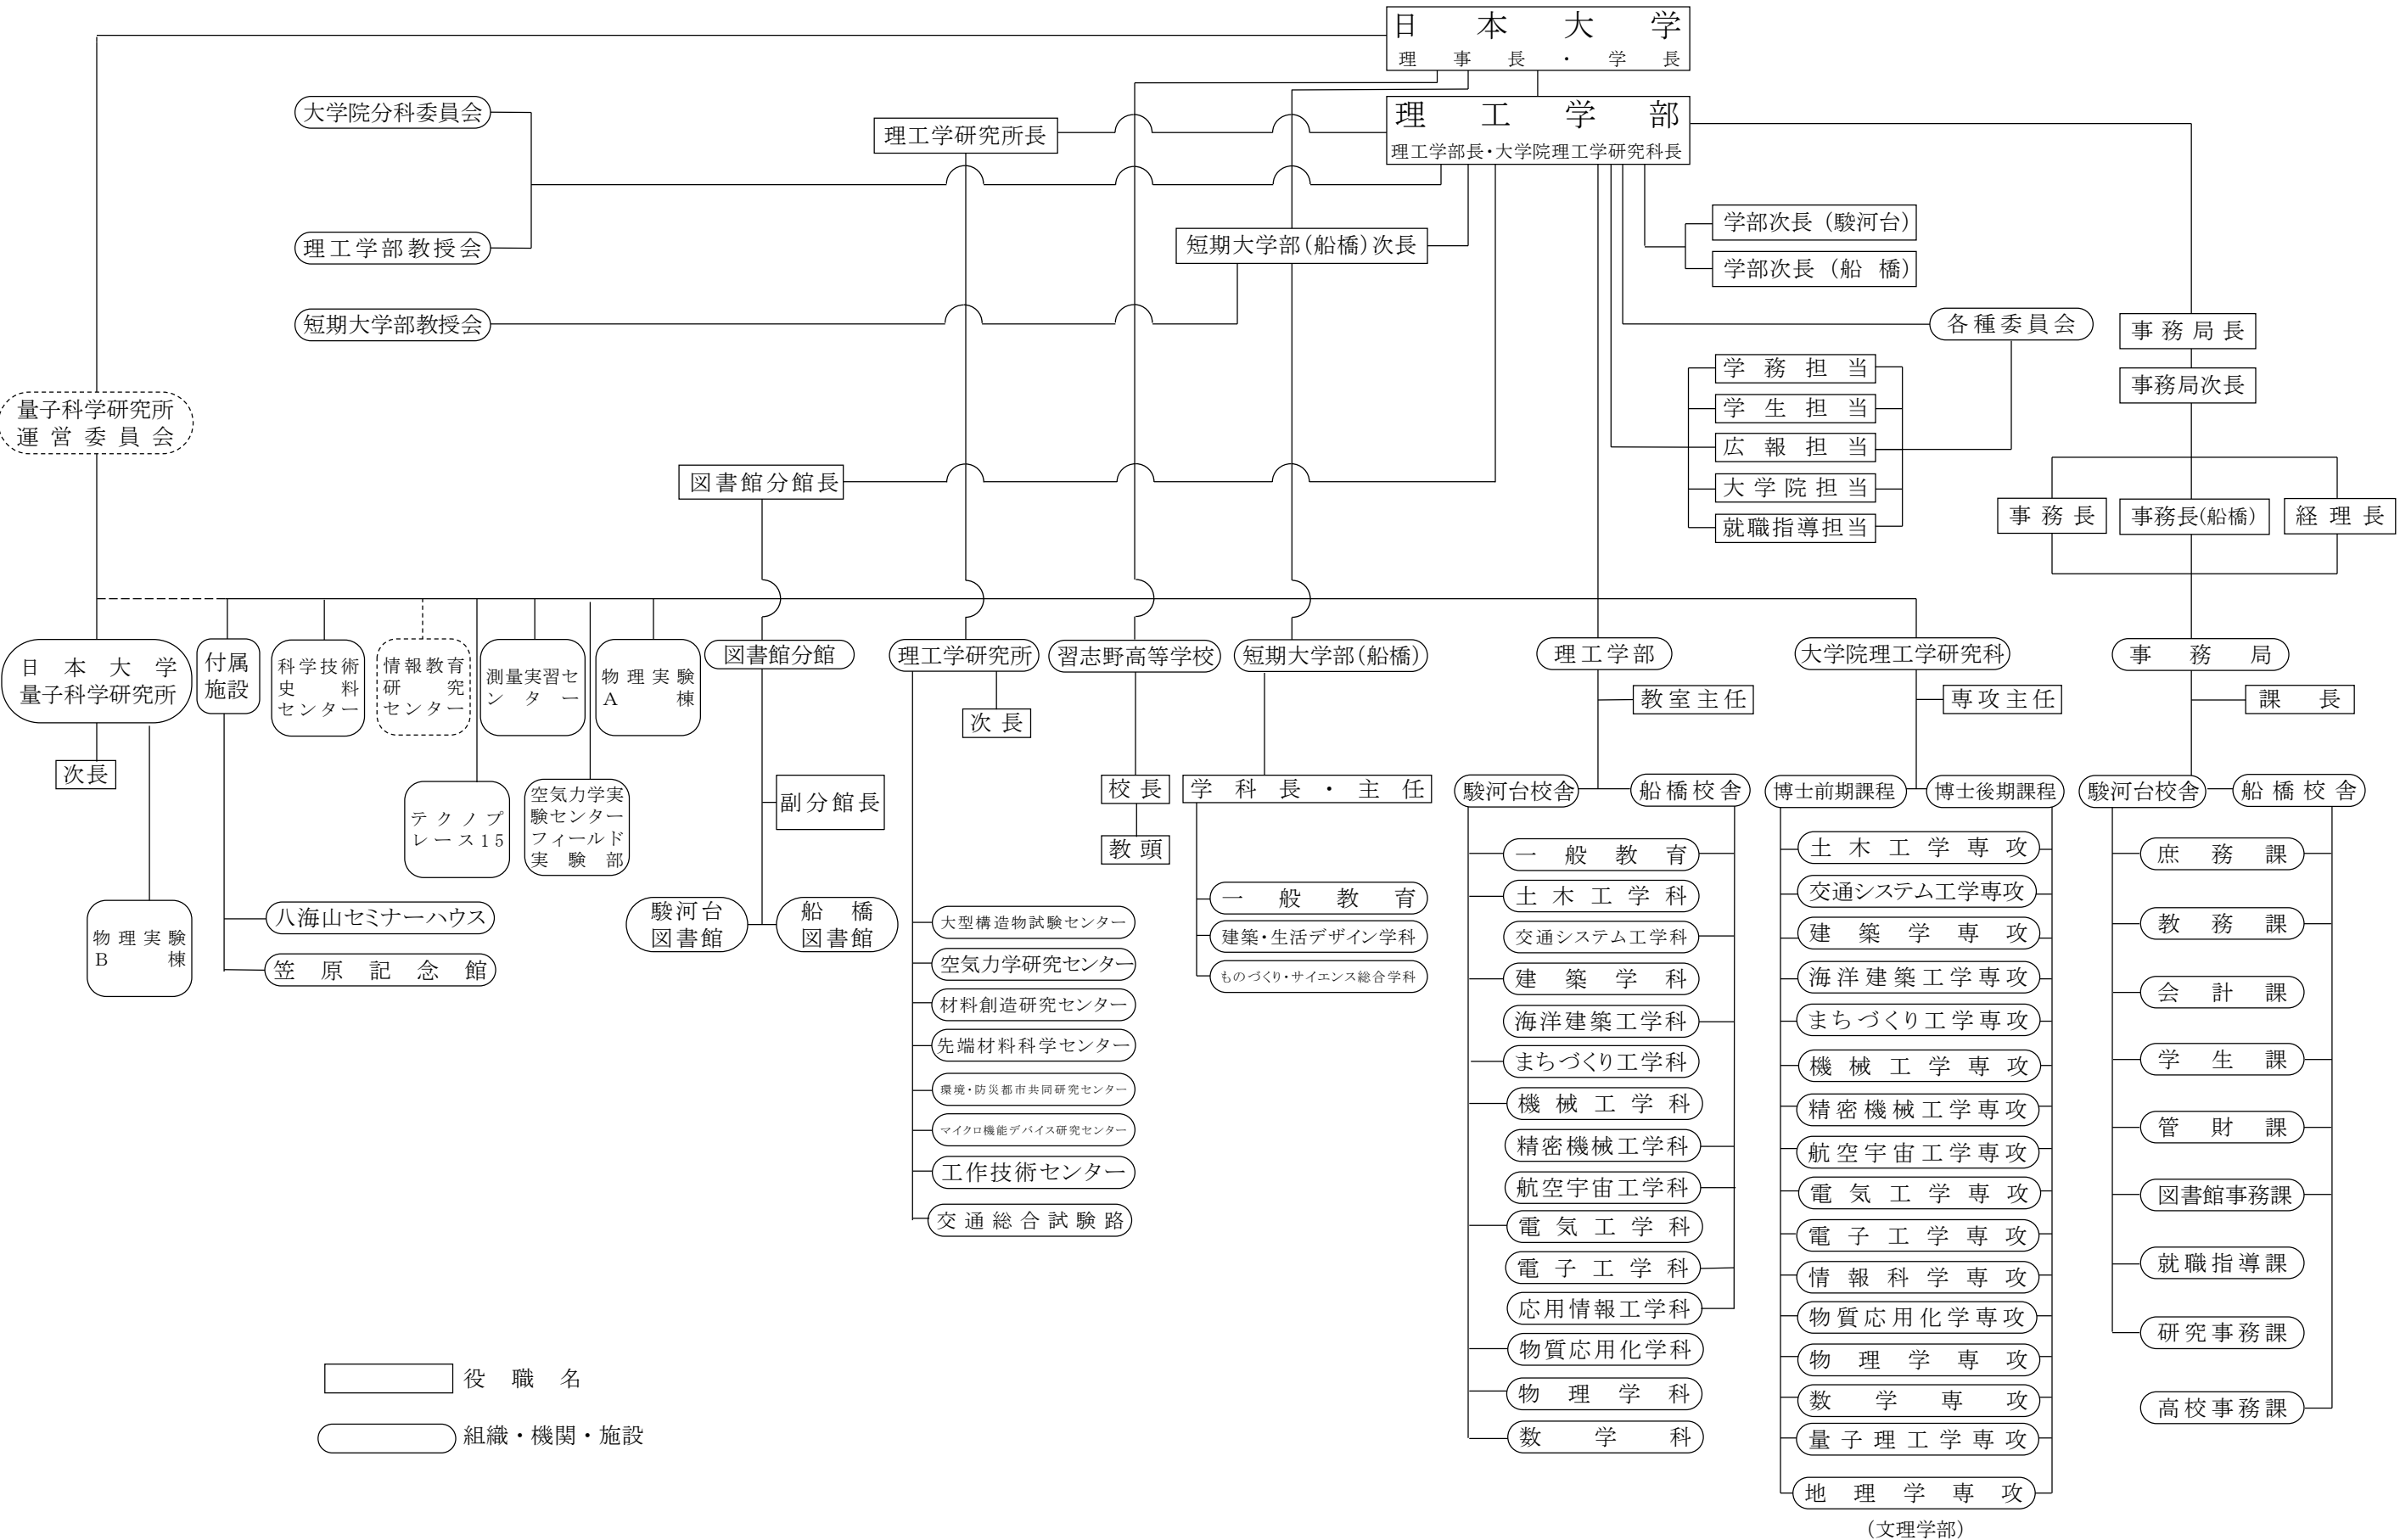 日本大学
理事長・学長
理工学部
理工学部長・大学院理工学研究科長
大学院分科委員会
理工学研究所長
理工学部教授会
短期大学部(船橋)次長
学部次長(駿河台)
学部次長(船橋)
短期大学部教授会
各種委員会
事務局長
事務局次長
学務担当
学生担当
広報担当
大学院担当
就職指導担当
量子科学研究所
運営委員会
図書館分館長
事務長
事務長(船橋)
経理長
日本大学
量子科学研究所
付属
施設
科学技術
史料
センター
情報教育
研究
センター
測量実習セ
ンター
物理実験
A棟
図書館分館
理工学研究所
習志野高等学校
短期大学部(船橋)
理工学部
大学院理工学研究科
事務局
次長
教室主任
専攻主任
課長
次長
テクノプ
レース15
空気力学実
験センター
フィールド
実験部
副分館長
校長
教頭
学科長・主任
駿河台校舎
船橋校舎
博士前期課程
博士後期課程
駿河台校舎
船橋校舎
物理実験
B棟
八海山セミナーハウス
笠原記念館
駿河台
図書館
船橋
図書館
大型構造物試験センター
空気力学研究センター
材料創造研究センター
先端材料科学センター
環境・防災都市共同研究センター
マイクロ機能デバイス研究センター
工作技術センター
交通総合試験路
一般教育
建築・生活デザイン学科
ものづくり・サイエンス総合学科
一般教育
土木工学科
交通システム工学科
建築学科
海洋建築工学科
まちづくり工学科
機械工学科
精密機械工学科
航空宇宙工学科
電気工学科
電子工学科
応用情報工学科
物質応用化学科
物理学科
数学科
土木工学専攻
交通システム工学専攻
建築学専攻
海洋建築工学専攻
まちづくり工学専攻
機械工学専攻
精密機械工学専攻
航空宇宙工学専攻
電気工学専攻
電子工学専攻
情報科学専攻
物質応用化学専攻
物理学専攻
数学専攻
量子理工学専攻
地理学専攻
(文理学部)
庶務課
教務課
会計課
学生課
管財課
図書館事務課
就職指導課
研究事務課
高校事務課
役職名
組織・機関・施設